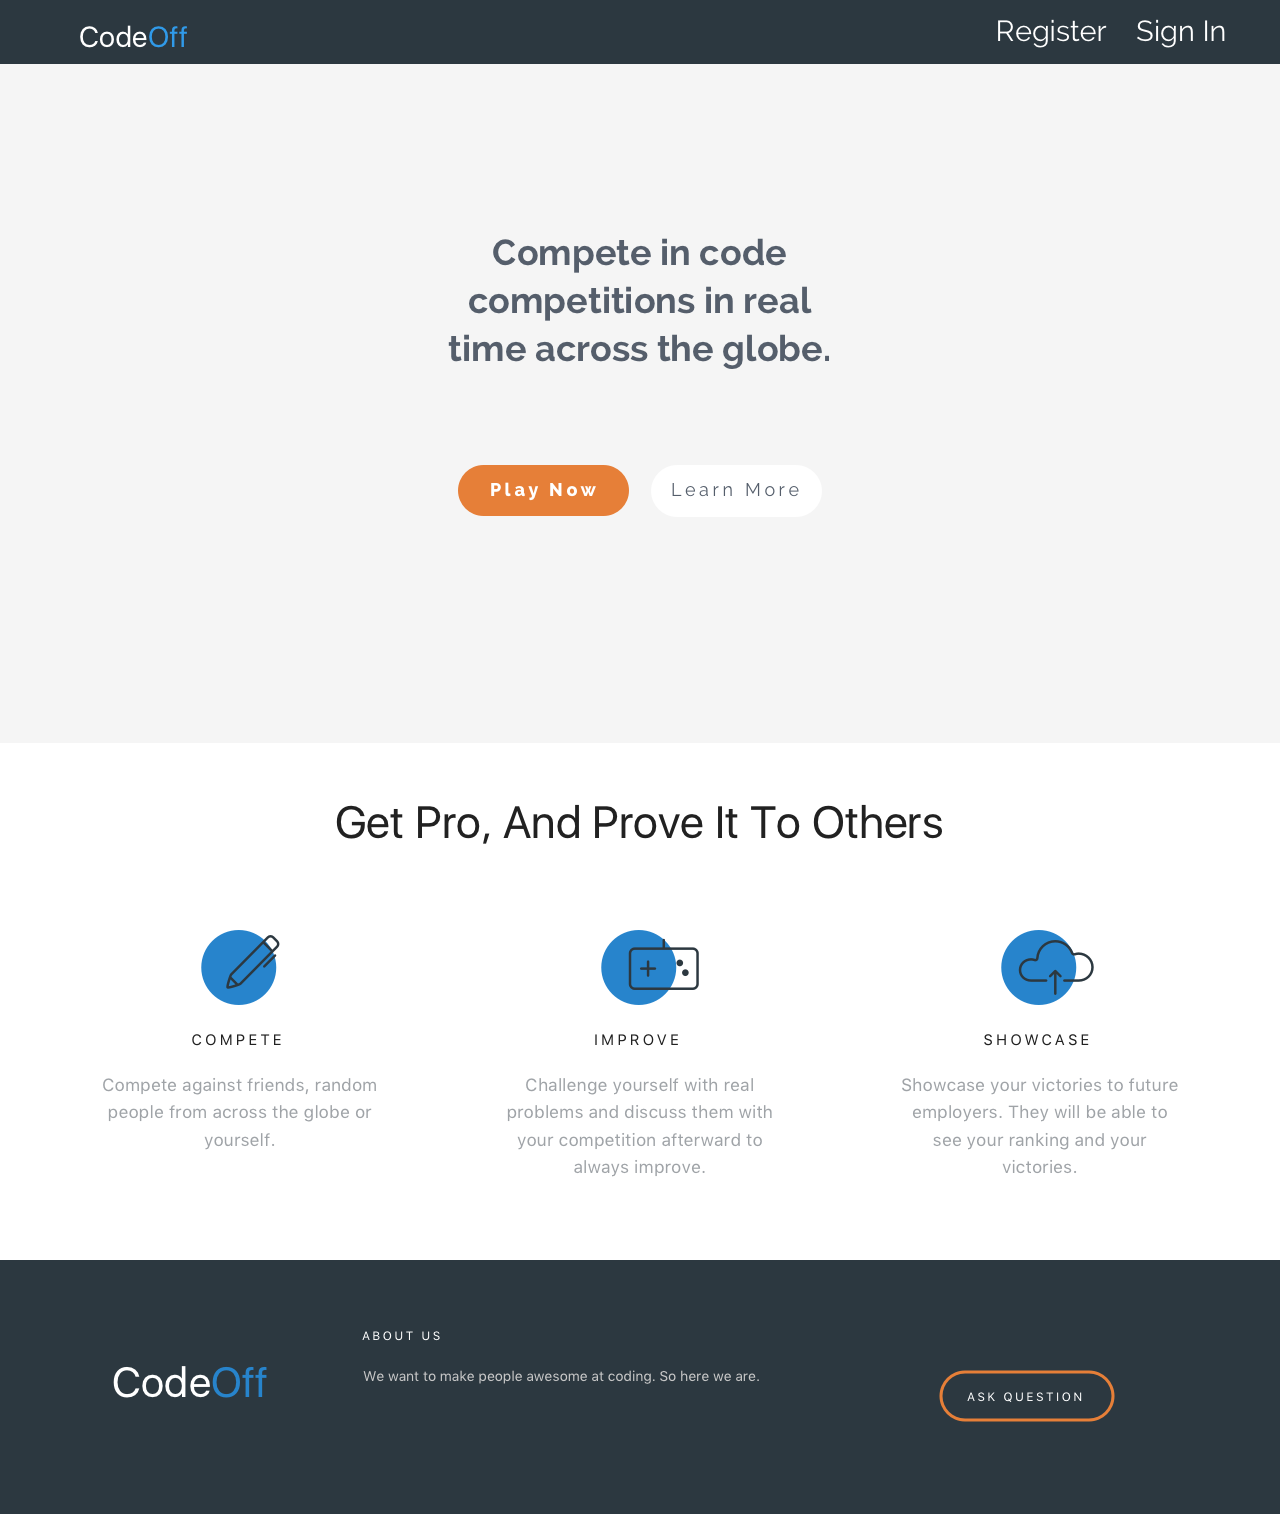 CodeOff
Register
Sign In
Compete in code
competitions in real
time across the globe.
Play Now
Learn More
Get Pro, And Prove It To Others
COMPETE
Compete against friends, random
people from across the globe or
yourself.
IMPROVE
Challenge yourself with real
problems and discuss them with
your competition afterward to
always improve.
SHOWCASE
Showcase your victories to future
employers. They will be able to
see your ranking and your
victories.
CodeOff
ABOUT US
We want to make people awesome at coding. So here we are.
ASK QUESTION